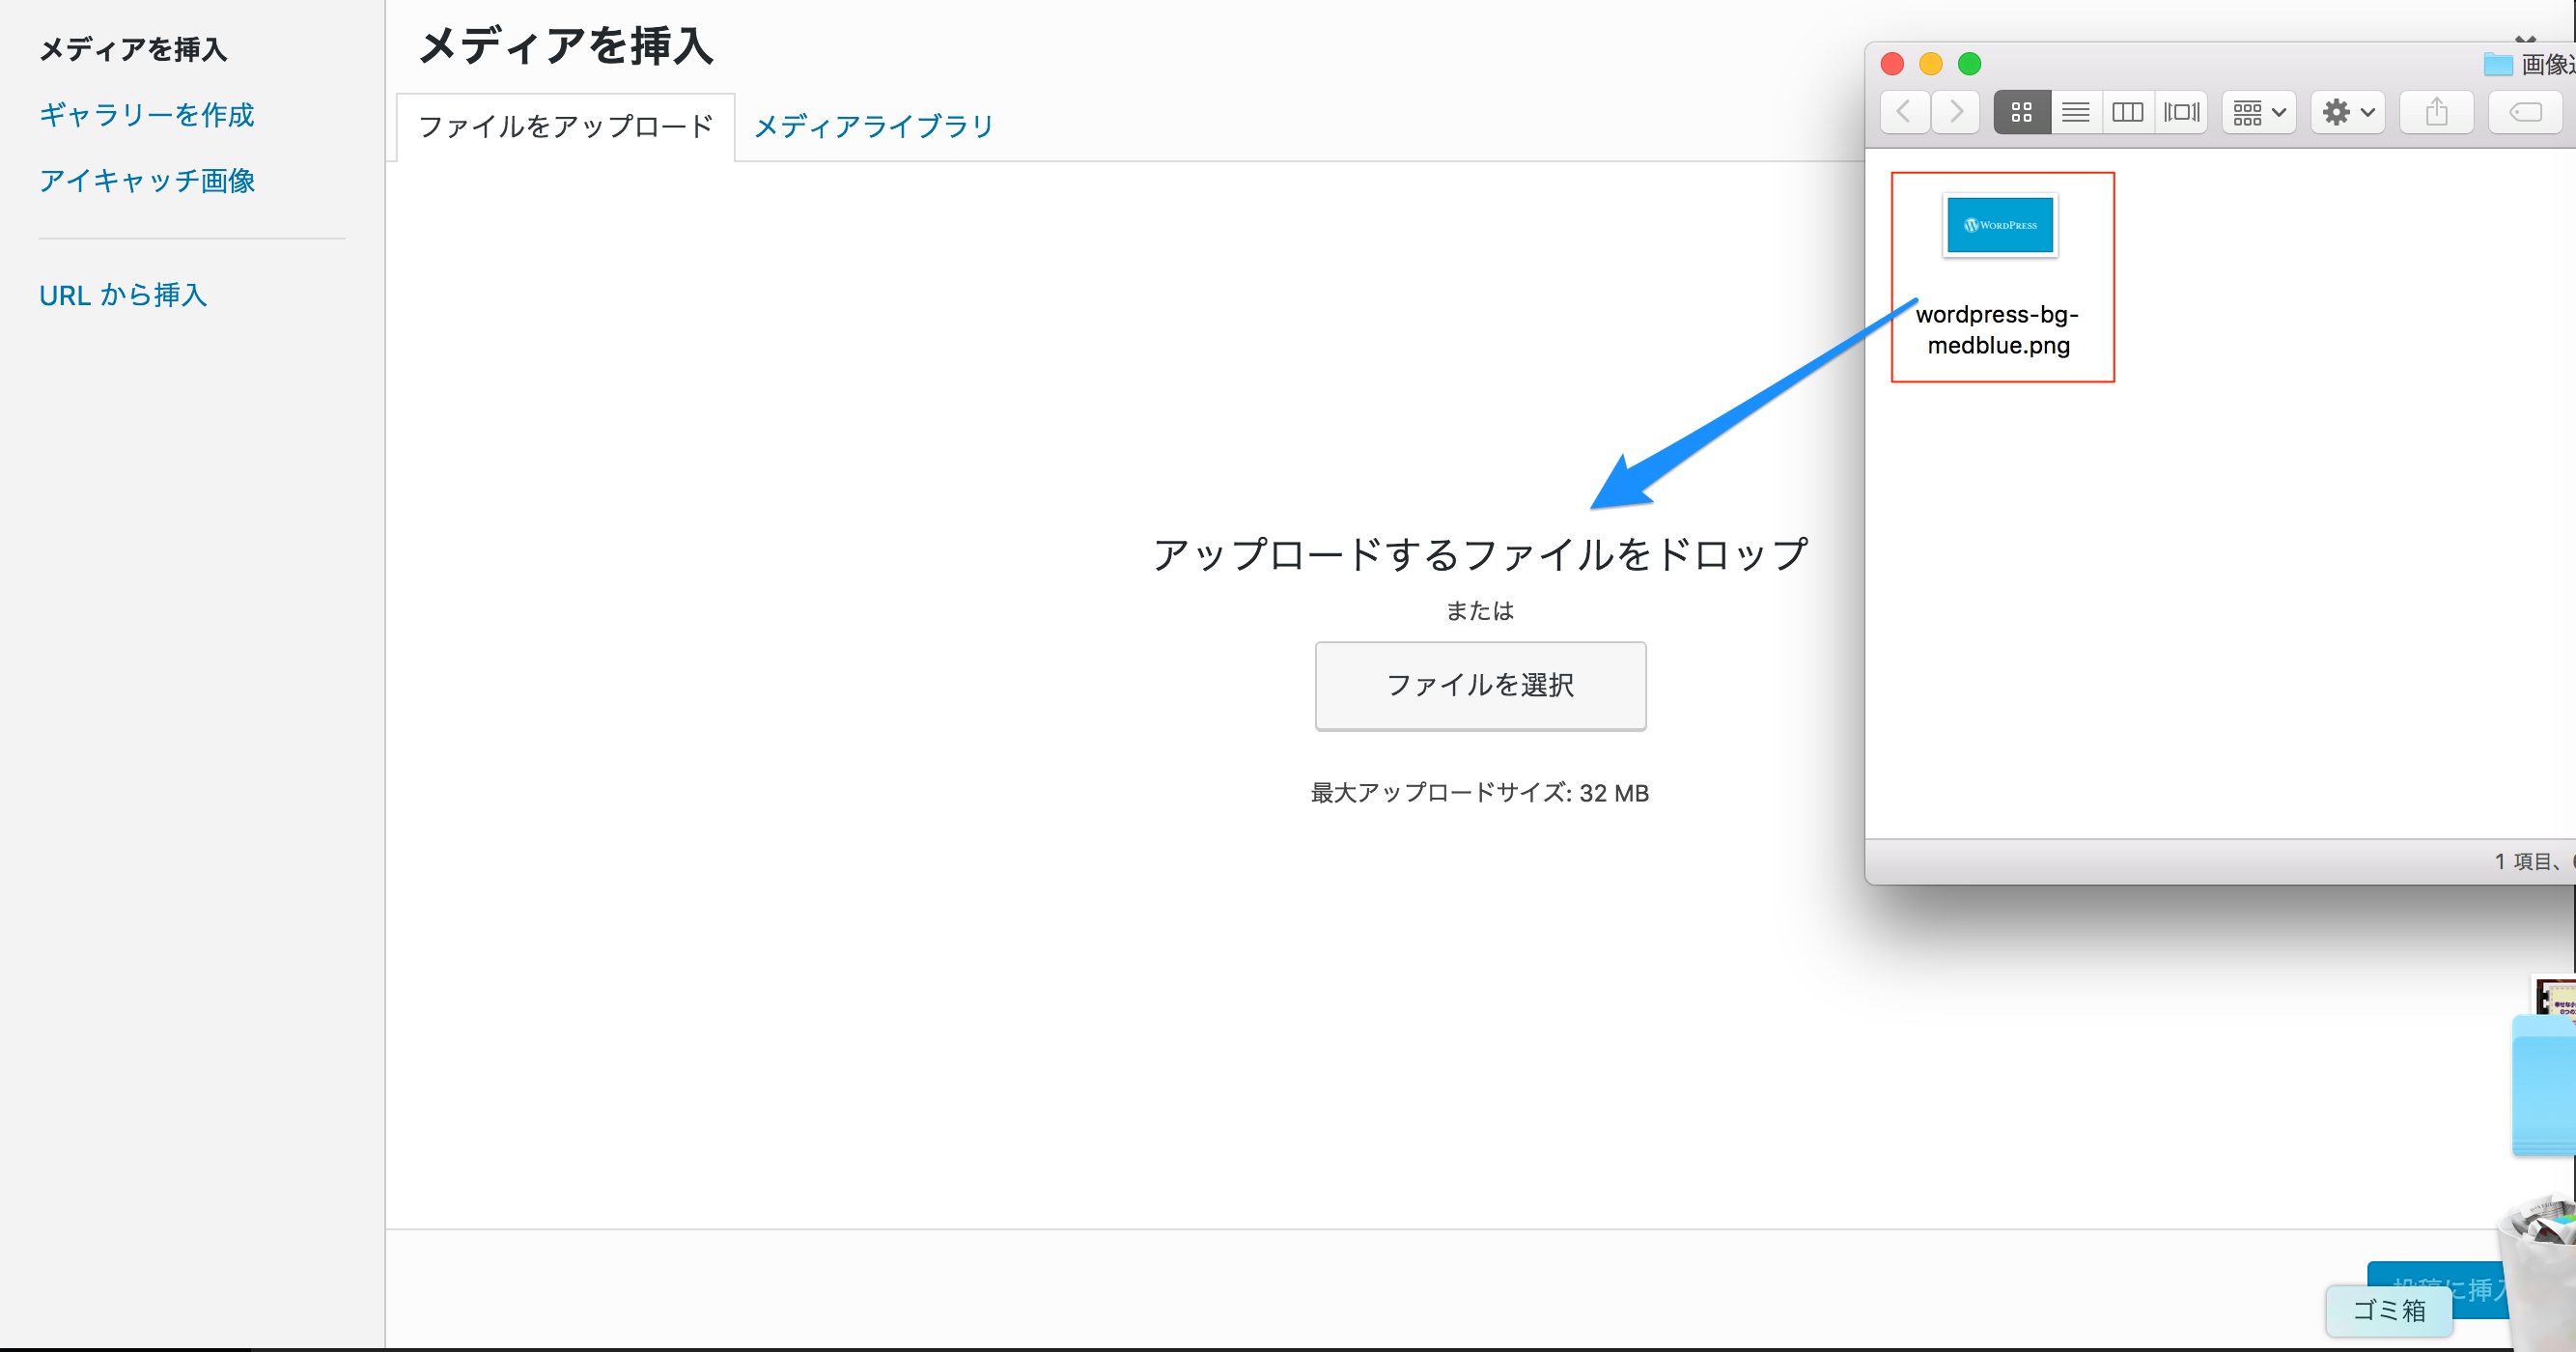 メディアを挿入
ギャラリーを作成
アイキャッチ画像
URL から挿入
メディアを挿入
ファイルをアップロード
メディアライブラリ
アップロードするファイルをドロップ
または
ファイルを選択
最大アップロードサイズ: 32 MB
画像
WORDPRESS
wordpress-bg-
medblue.png
1 項目、
投稿に挿入
ゴミ箱